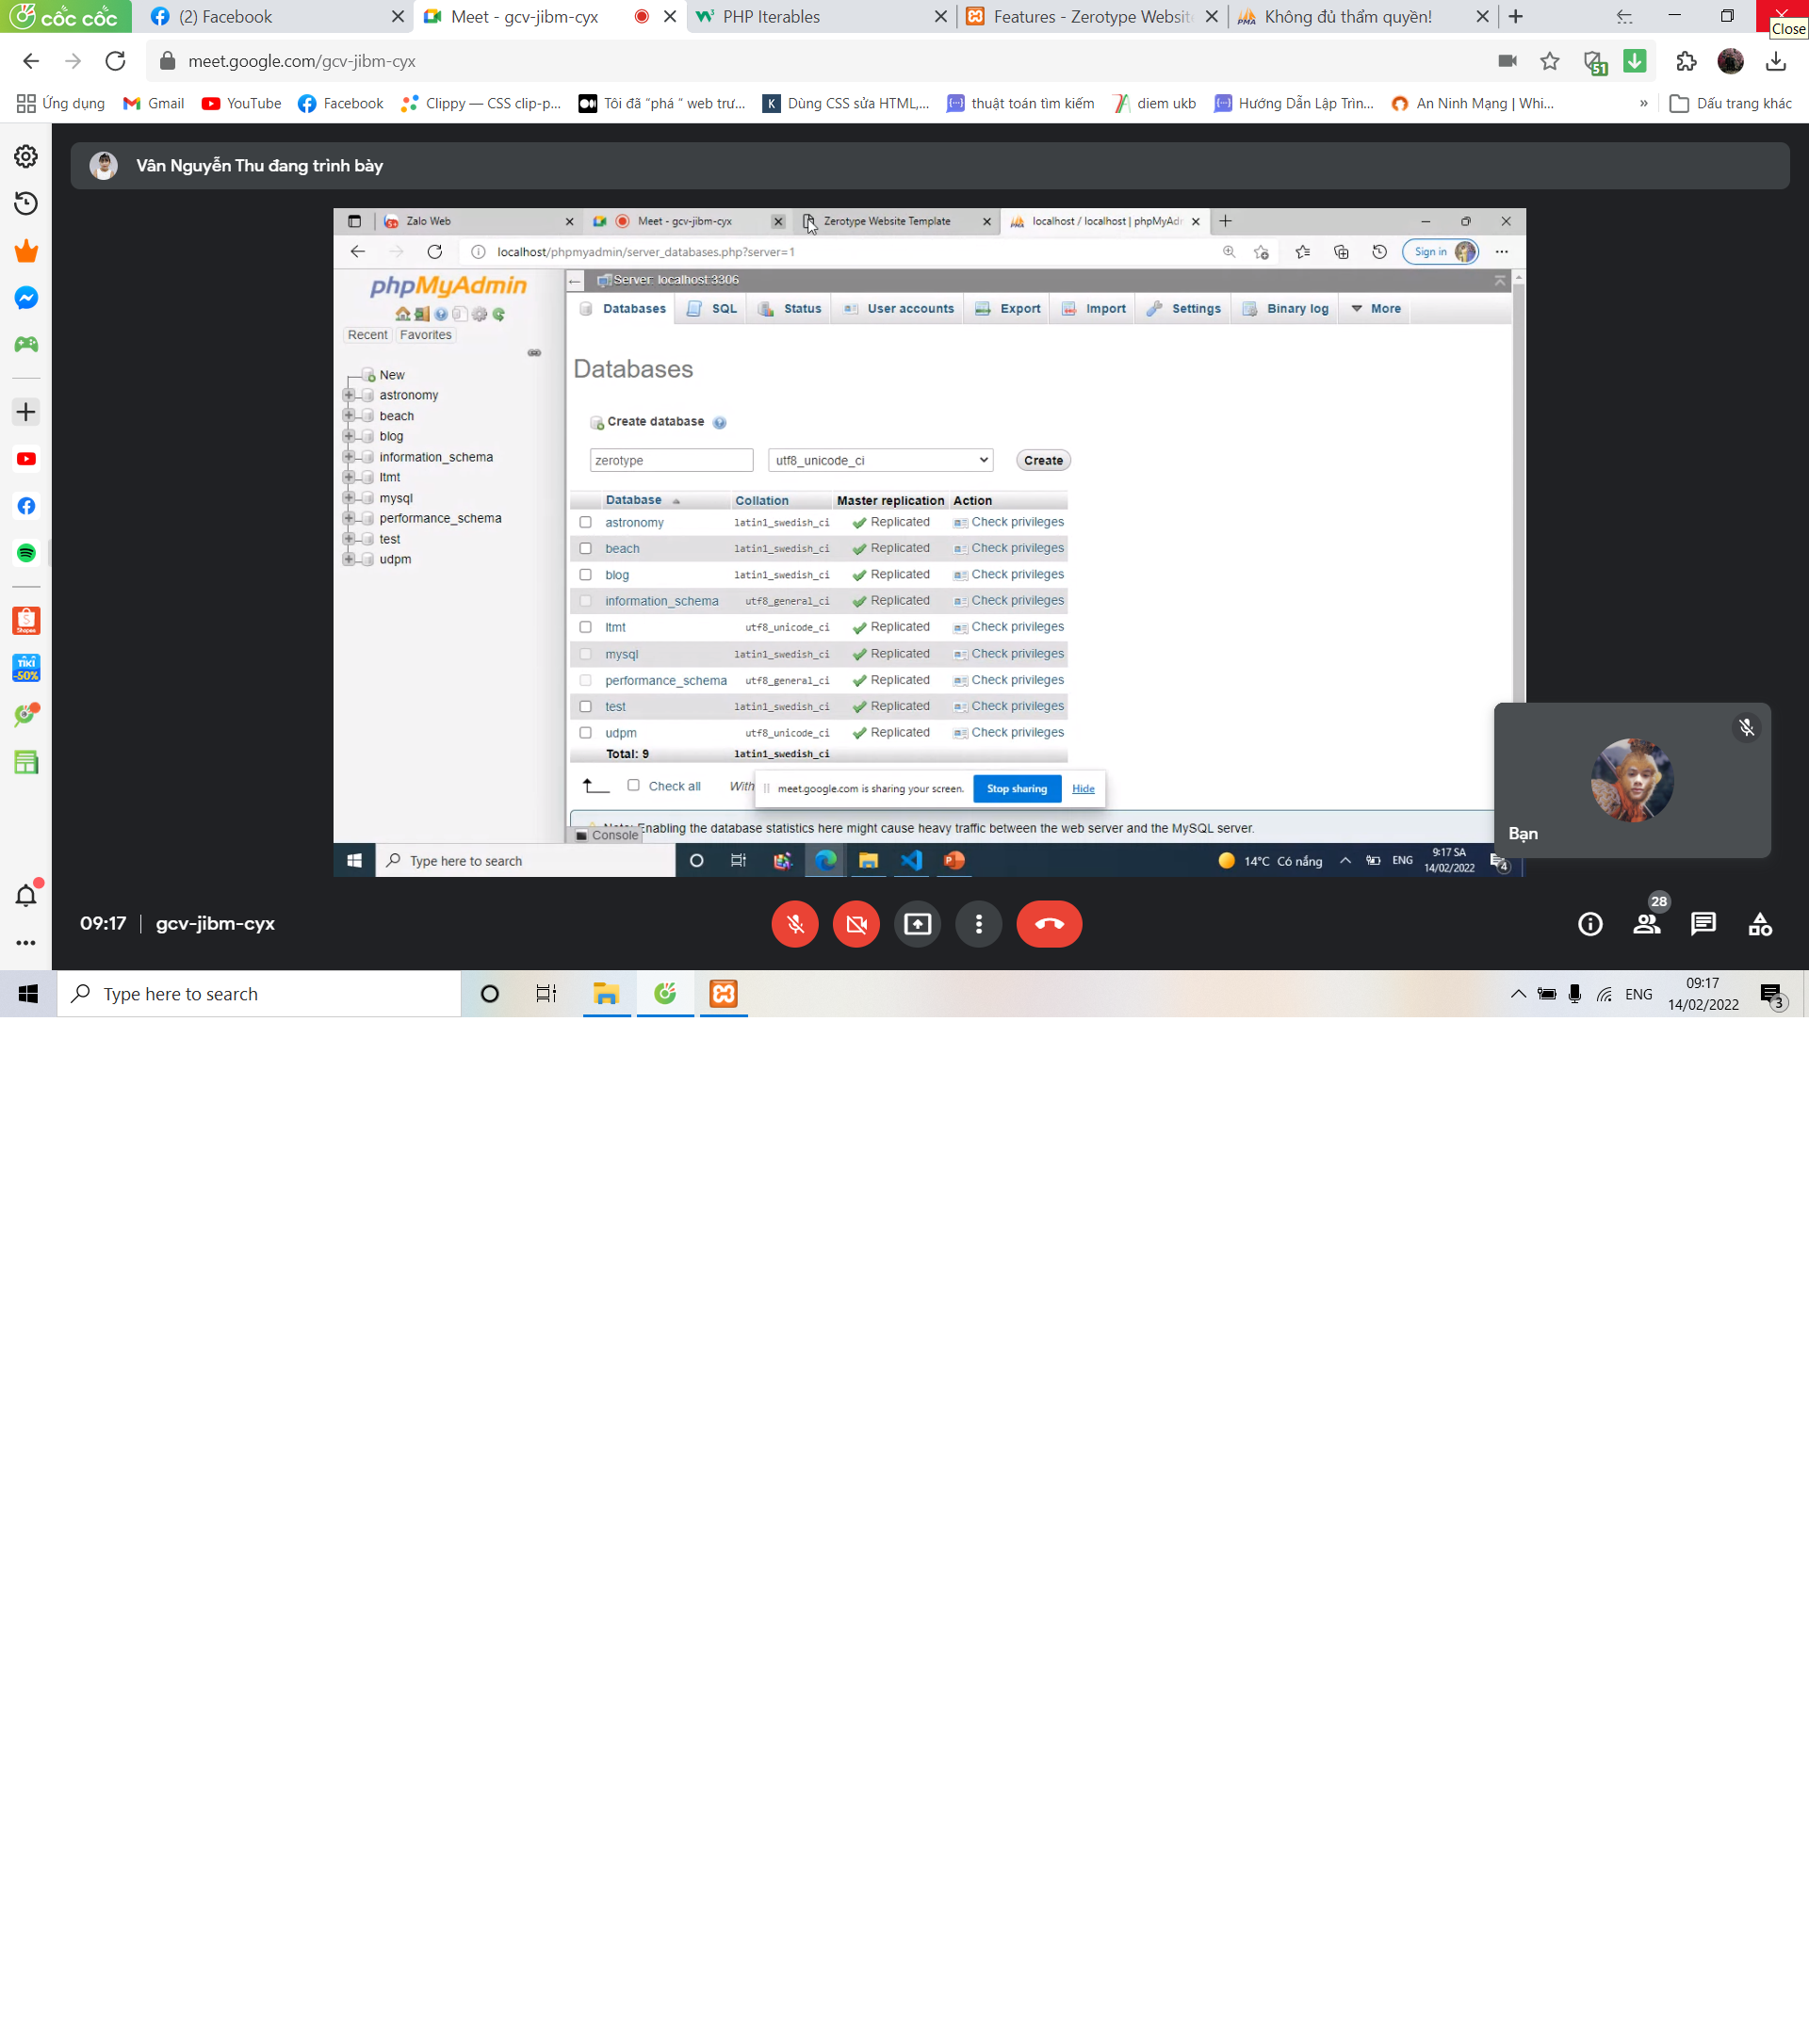 cốc cốc (2) Facebook Meet - gcv-jibm-cyx PHP Iterables Features - Zerotype Website Không đủ thẩm quyền!
Close
meet.google.com/gcv-jibm-cyx 51
Ứng dụng Gmail YouTube Facebook Clippy — CSS clip-p... Tôi đã "phá " web trư... Dùng CSS sửa HTML,... thuật toán tìm kiếm diem ukb Hướng Dẫn Lập Trìn... An Ninh Mạng | Whi... » Dấu trang khác
Vân Nguyễn Thu đang trình bày
Zalo Web Meet - gcv-jibm-cyx Zerotype Website Template localhost / localhost | phpMyAdm
localhost/phpmyadmin/server_databases.php?server=1 Sign in
phpMyAdmin
Recent Favorites
New
astronomy
beach
blog
information_schema
ltmt
mysql
performance_schema
test
udpm
Server: localhost:3306
Databases SQL Status User accounts Export Import Settings Binary log More
Databases
Create database
zerotype utf8_unicode_ci Create
Database Collation Master replication Action
astronomy latin1_swedish_ci Replicated Check privileges
beach latin1_swedish_ci Replicated Check privileges
blog latin1_swedish_ci Replicated Check privileges
information_schema utf8_general_ci Replicated Check privileges
ltmt utf8_unicode_ci Replicated Check privileges
mysql latin1_swedish_ci Replicated Check privileges
performance_schema utf8_general_ci Replicated Check privileges
test latin1_swedish_ci Replicated Check privileges
udpm utf8_unicode_ci Replicated Check privileges
Total: 9 latin1_swedish_ci
Check all With
meet.google.com is sharing your screen. Stop sharing Hide
Note: Enabling the database statistics here might cause heavy traffic between the web server and the MySQL server.
Console
Type here to search 14°C Có nắng ENG 9:17 SA
14/02/2022 4
Bạn
Shopee
TIKI
-50%
09:17 | gcv-jibm-cyx 28
Type here to search ENG 09:17
14/02/2022 3